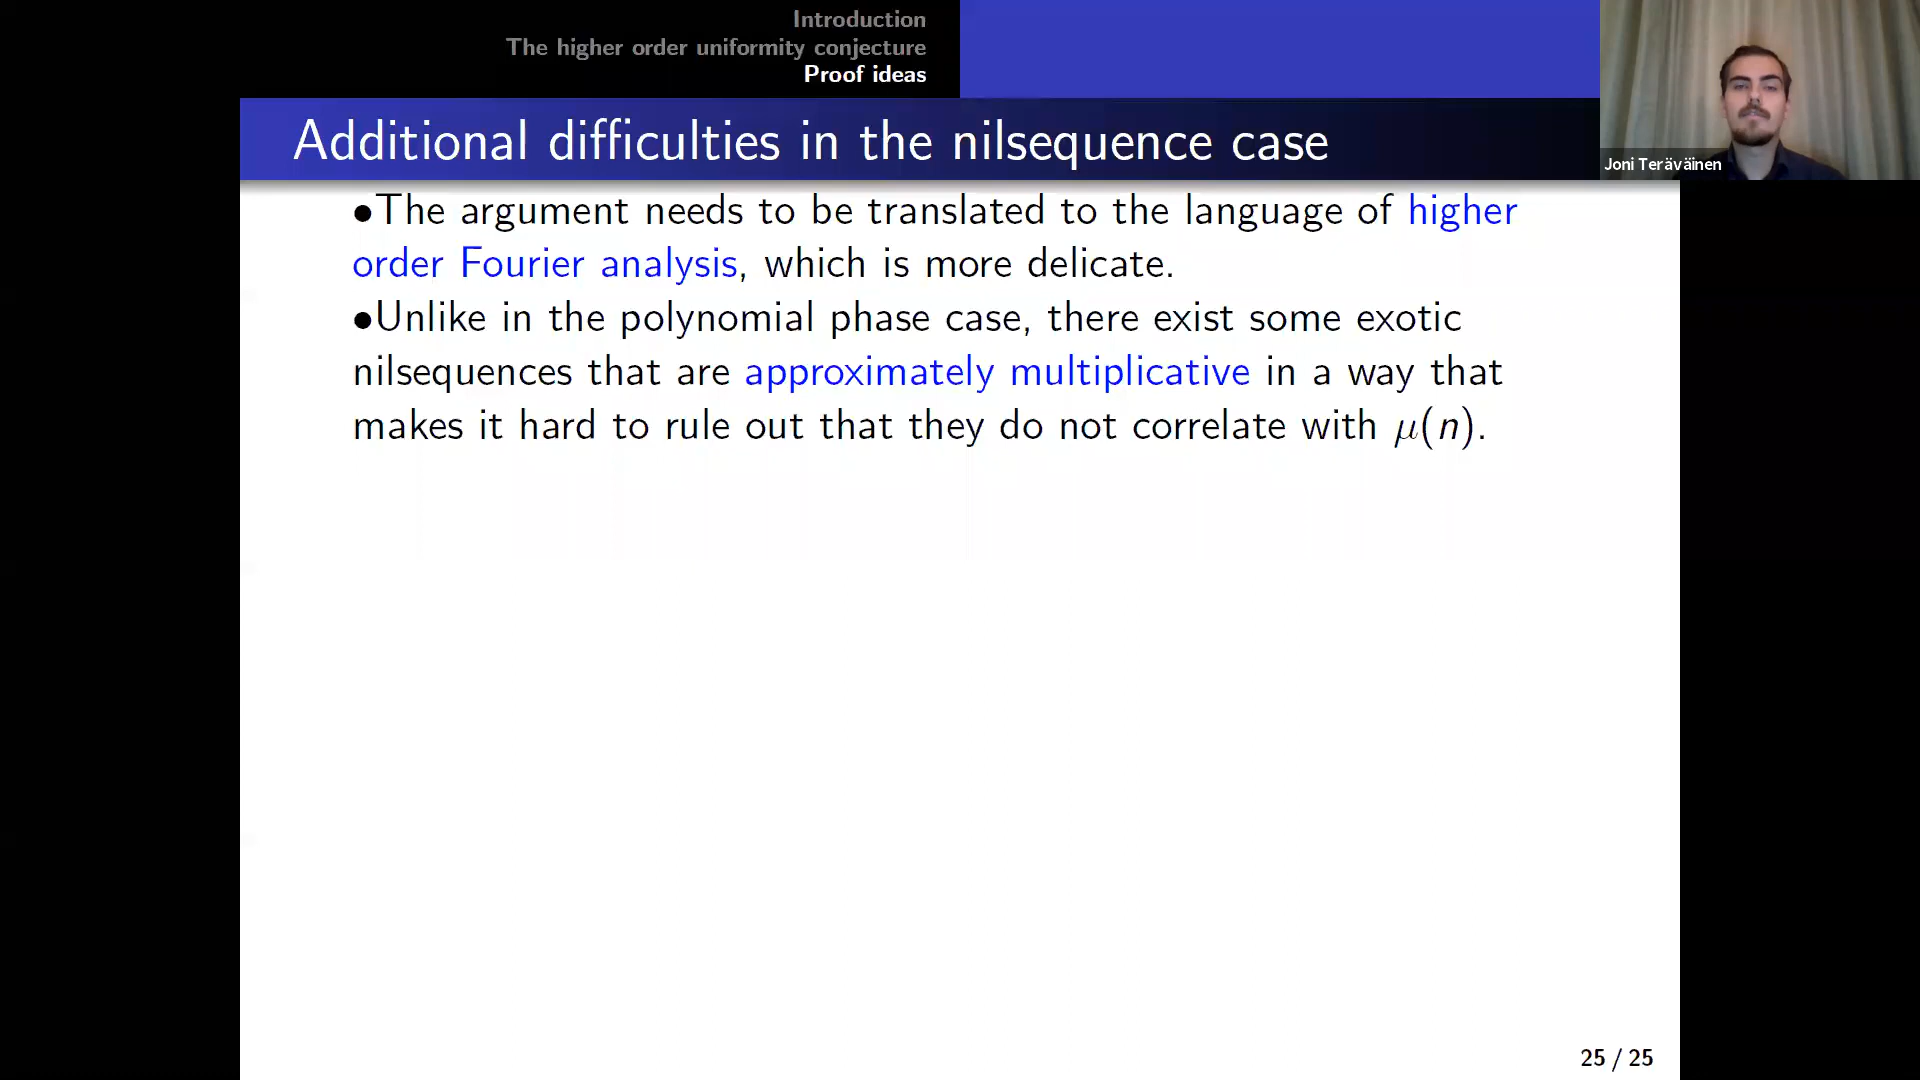 Introduction
The higher order uniformity conjecture
Proof ideas
Additional difficulties in the nilsequence case
Joni Teräväinen
•The argument needs to be translated to the language of higher
order Fourier analysis, which is more delicate.
•Unlike in the polynomial phase case, there exist some exotic
nilsequences that are approximately multiplicative in a way that
makes it hard to rule out that they do not correlate with μ(n).
25 / 25